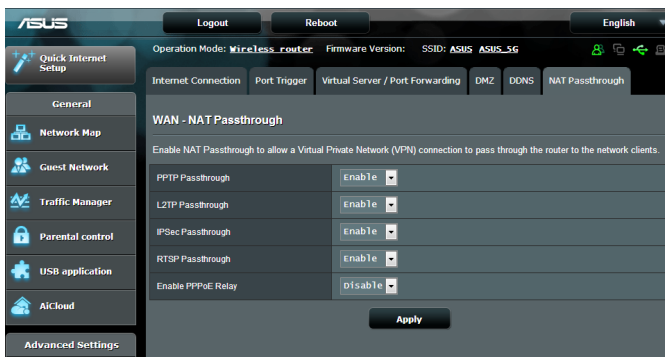 ASUS
Logout
Reboot
English
Quick Internet Setup
Operation Mode: Wireless router Firmware Version: SSID: ASUS ASUS_5G
Internet Connection
Port Trigger
Virtual Server / Port Forwarding
DMZ
DDNS
NAT Passthrough
General
Network Map
Guest Network
Traffic Manager
Parental control
USB application
AiCloud
Advanced Settings
WAN - NAT Passthrough
Enable NAT Passthrough to allow a Virtual Private Network (VPN) connection to pass through the router to the network clients.
PPTP Passthrough Enable
L2TP Passthrough Enable
IPSec Passthrough Enable
RTSP Passthrough Enable
Enable PPPoE Relay Disable
Apply